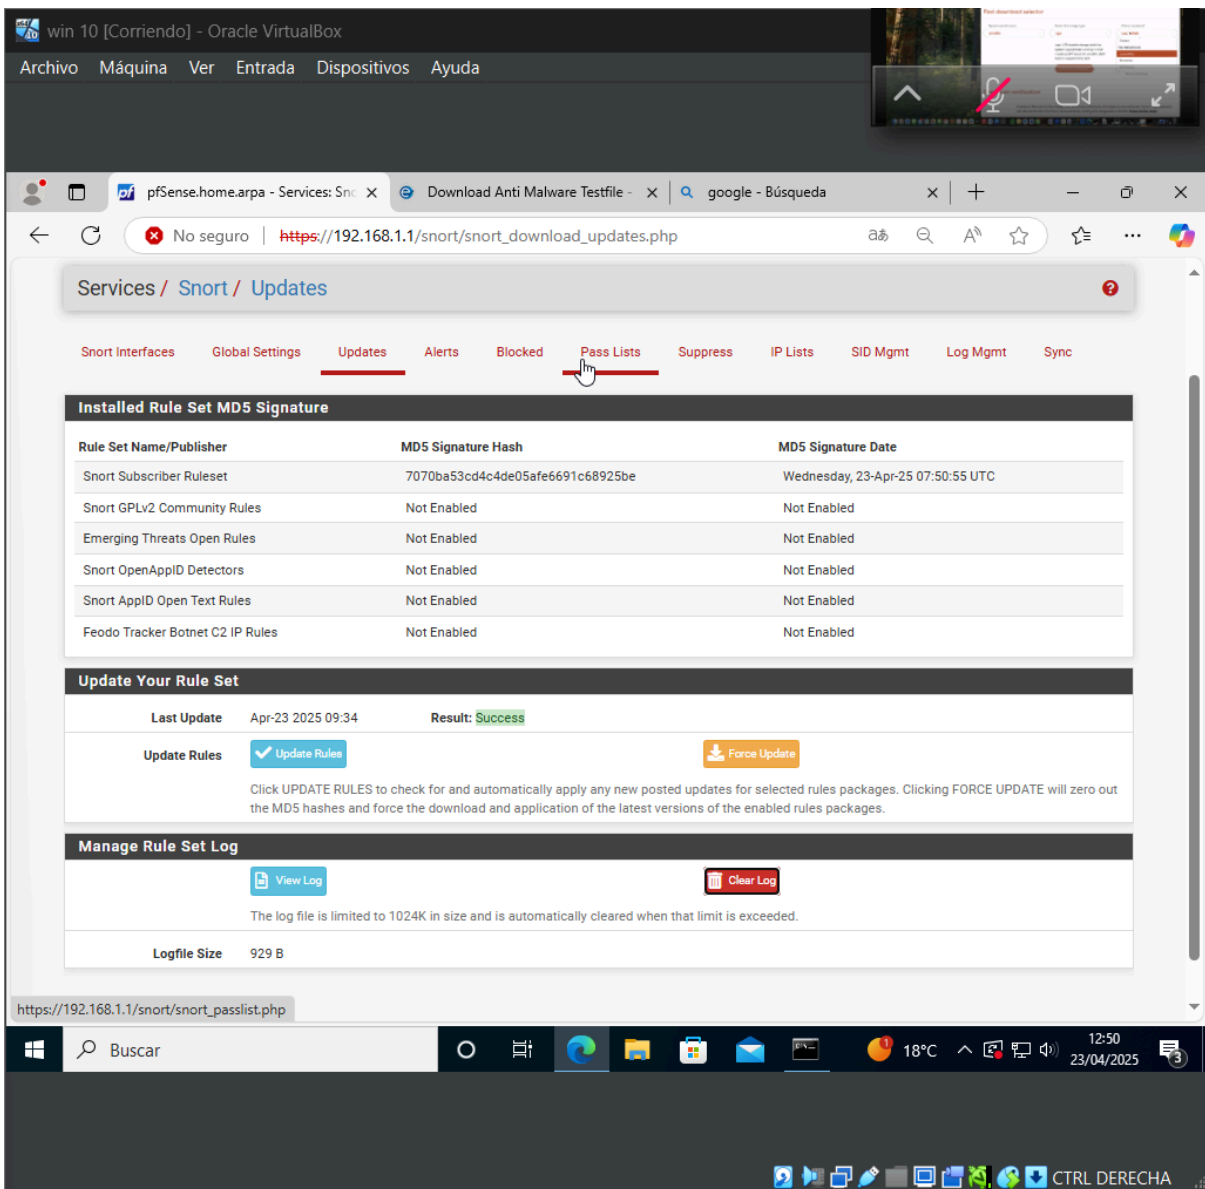 win 10 [Corriendo] - Oracle VirtualBox
Archivo Máquina Ver Entrada Dispositivos Ayuda
pfSense.home.arpa - Services: Sno
Download Anti Malware Testfile -
google - Búsqueda
No seguro https://192.168.1.1/snort/snort_download_updates.php
Services / Snort / Updates
Snort Interfaces Global Settings Updates Alerts Blocked Pass Lists Suppress IP Lists SID Mgmt Log Mgmt Sync
Installed Rule Set MD5 Signature
Rule Set Name/Publisher MD5 Signature Hash MD5 Signature Date
Snort Subscriber Ruleset 7070ba53cd4c4de05afe6691c68925be Wednesday, 23-Apr-25 07:50:55 UTC
Snort GPLv2 Community Rules Not Enabled Not Enabled
Emerging Threats Open Rules Not Enabled Not Enabled
Snort OpenAppID Detectors Not Enabled Not Enabled
Snort AppID Open Text Rules Not Enabled Not Enabled
Feodo Tracker Botnet C2 IP Rules Not Enabled Not Enabled
Update Your Rule Set
Last Update Apr-23 2025 09:34 Result: Success
Update Rules Update Rules Force Update
Click UPDATE RULES to check for and automatically apply any new posted updates for selected rules packages. Clicking FORCE UPDATE will zero out
the MD5 hashes and force the download and application of the latest versions of the enabled rules packages.
Manage Rule Set Log
View Log Clear Log
The log file is limited to 1024K in size and is automatically cleared when that limit is exceeded.
Logfile Size 929 B
https://192.168.1.1/snort/snort_passlist.php
Buscar
1 18°C 12:50
23/04/2025
3
CTRL DERECHA